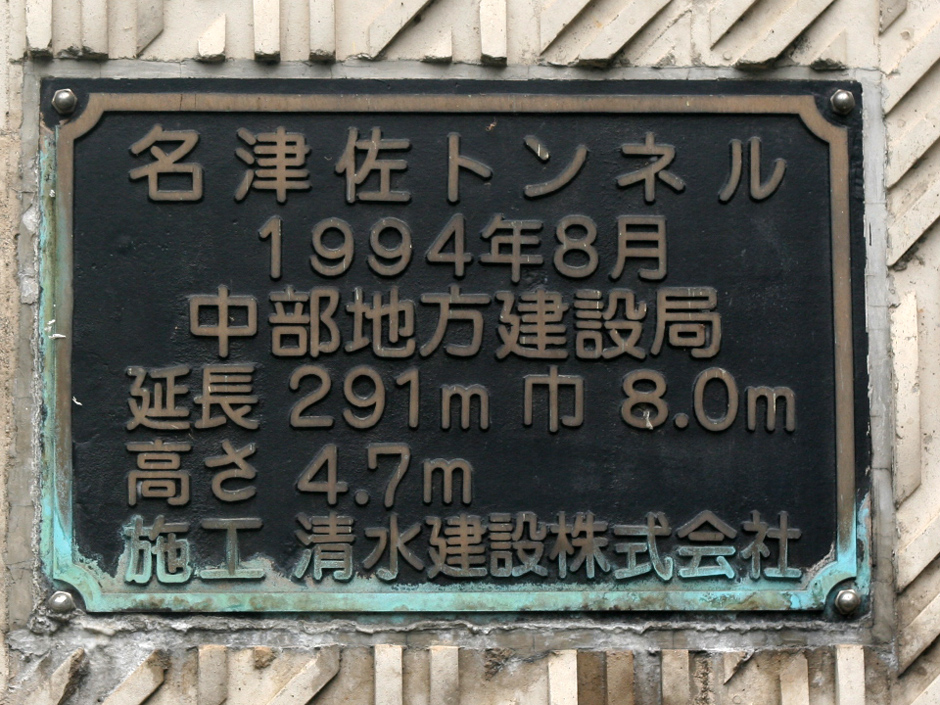 名津佐トンネル
1994年8月
中部地方建設局
延長 291m 巾 8.0m
高さ 4.7m
施工 清水建設株式会社